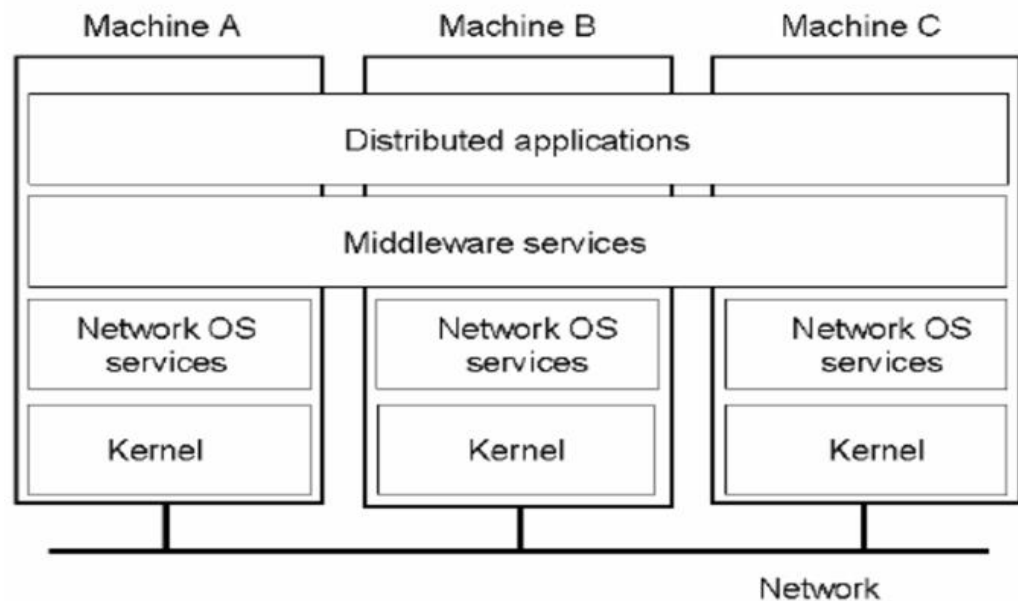 Machine A
Machine B
Machine C
Distributed applications
Middleware services
Network OS
services
Network OS
services
Network OS
services
Kernel
Kernel
Kernel
Network